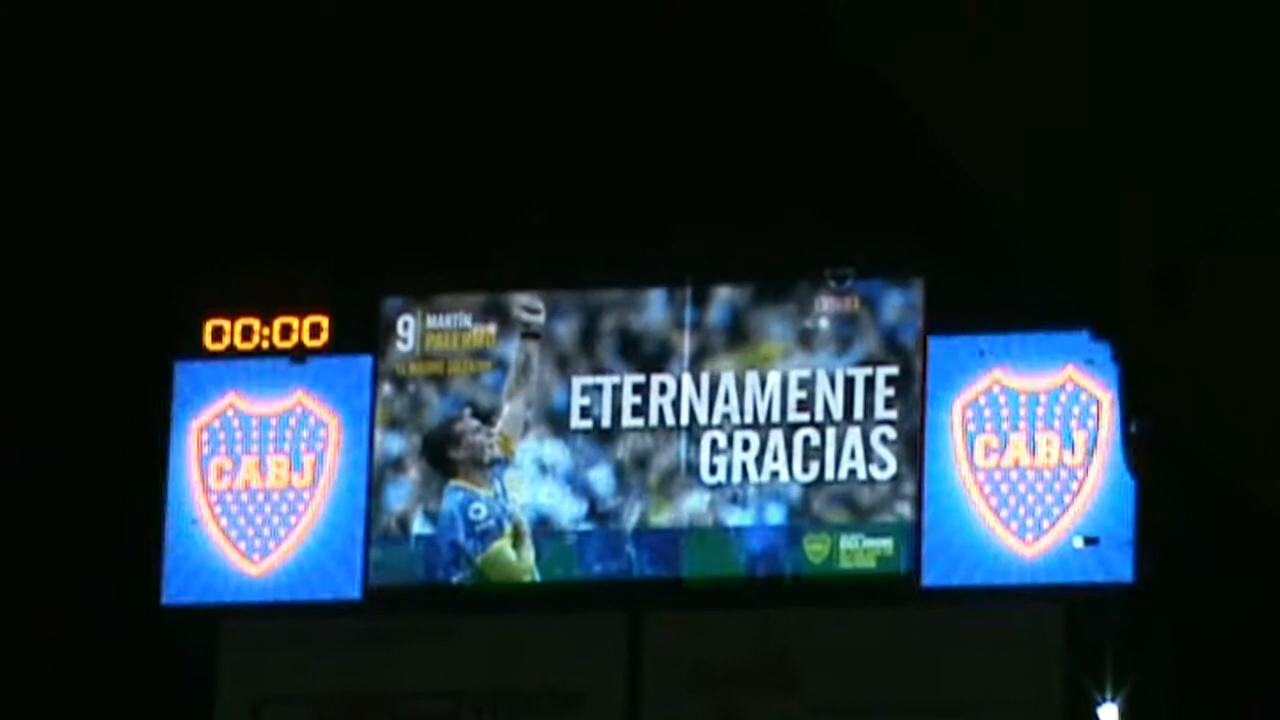 00:00
9 MARTÍN
PALERMO
ETERNAMENTE
GRACIAS
CABJ
CABJ